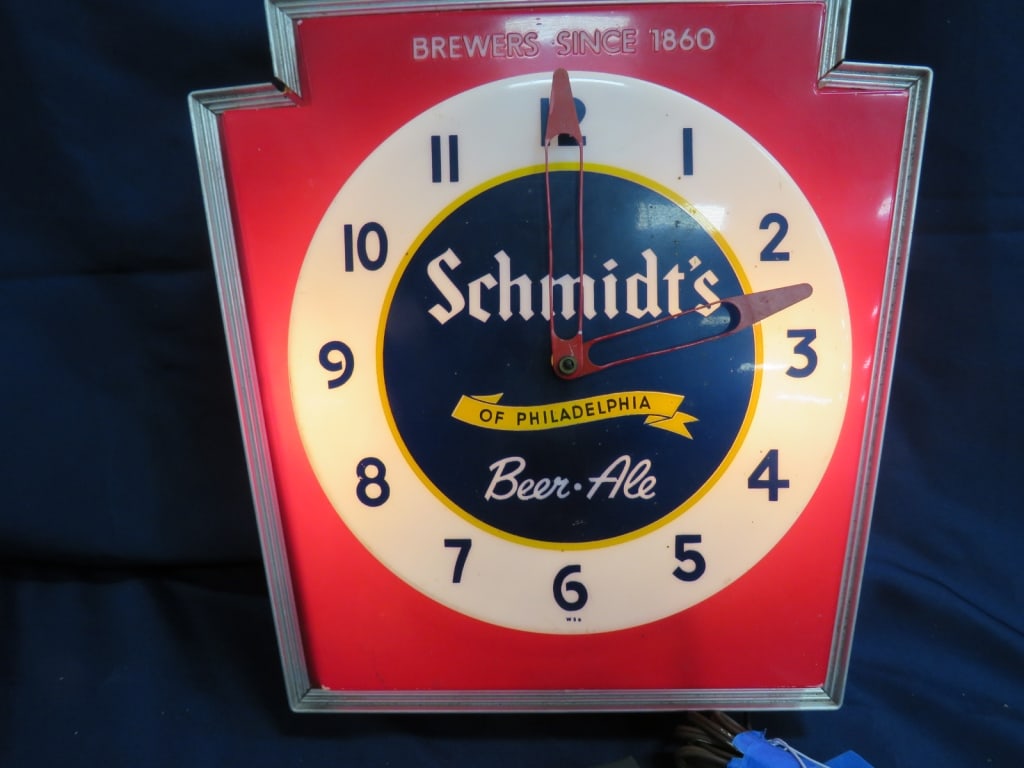 BREWERS SINCE 1860
12
11 1
10 2
Schmidt's
9 3
OF PHILADELPHIA
8 4
Beer · Ale
7 5
6